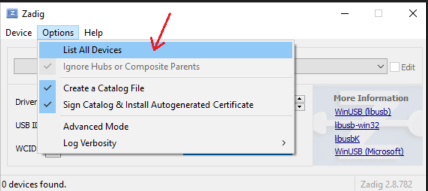 Zadig
Device Options Help
List All Devices
Ignore Hubs or Composite Parents
Edit
Create a Catalog File
Sign Catalog & Install Autogenerated Certificate
Driver
More Information
WinUSB (libusb)
USB ID
libusb-win32
Advanced Mode
libusbK
WCID
Log Verbosity
WinUSB (Microsoft)
0 devices found.
Zadig 2.8.782